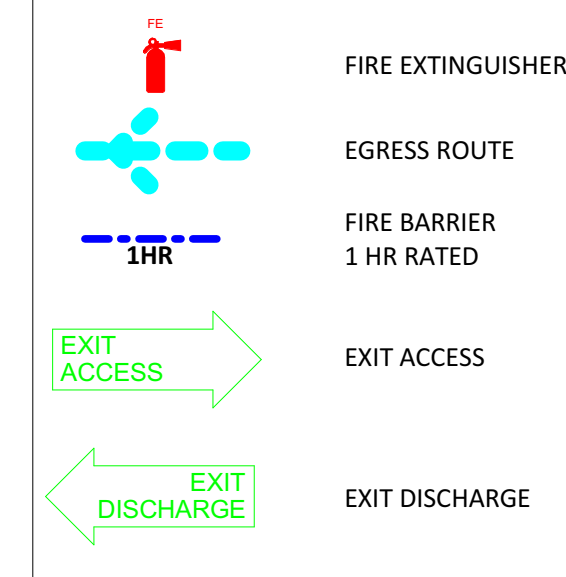 FE
FIRE EXTINGUISHER
EGRESS ROUTE
1HR
FIRE BARRIER
1 HR RATED
EXIT
ACCESS
EXIT ACCESS
EXIT
DISCHARGE
EXIT DISCHARGE